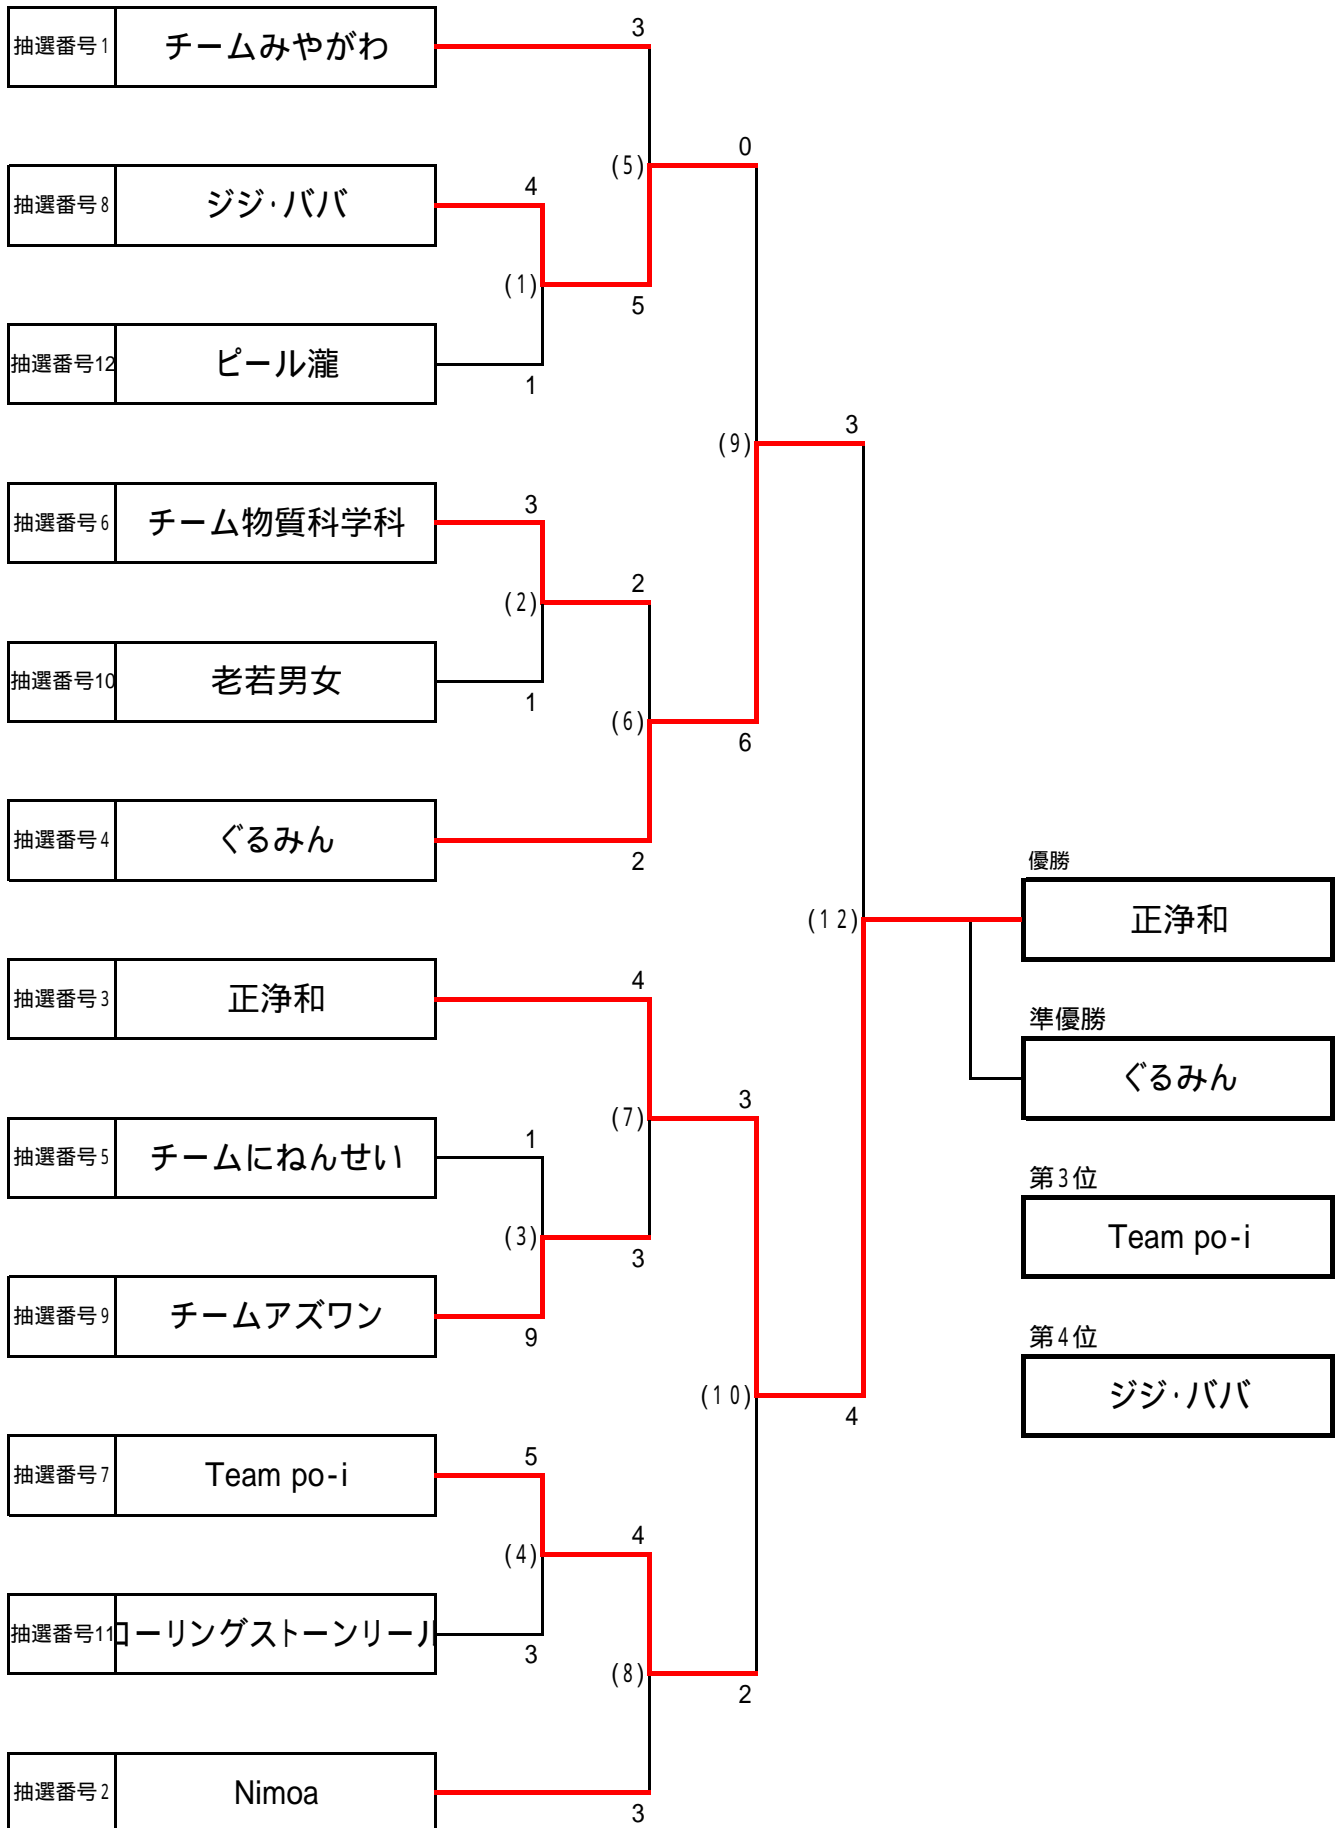 抽選番号1 チームみやがわ
3
抽選番号8 ジジ・ババ
4
(5)
0
(1)
5
抽選番号12 ピール瀧
1
(9)
3
抽選番号6 チーム物質科学科
3
(2)
2
抽選番号10 老若男女
1
(6)
6
抽選番号4 ぐるみん
2
優勝
正浄和
(12)
抽選番号3 正浄和
4
準優勝
ぐるみん
(7)
3
抽選番号5 チームにねんせい
1
第3位
Team po-i
(3)
3
抽選番号9 チームアズワン
9
第4位
ジジ・ババ
(10)
4
抽選番号7 Team po-i
5
(4)
4
抽選番号11 ーリングストーンリール
3
(8)
2
抽選番号2 Nimoa
3